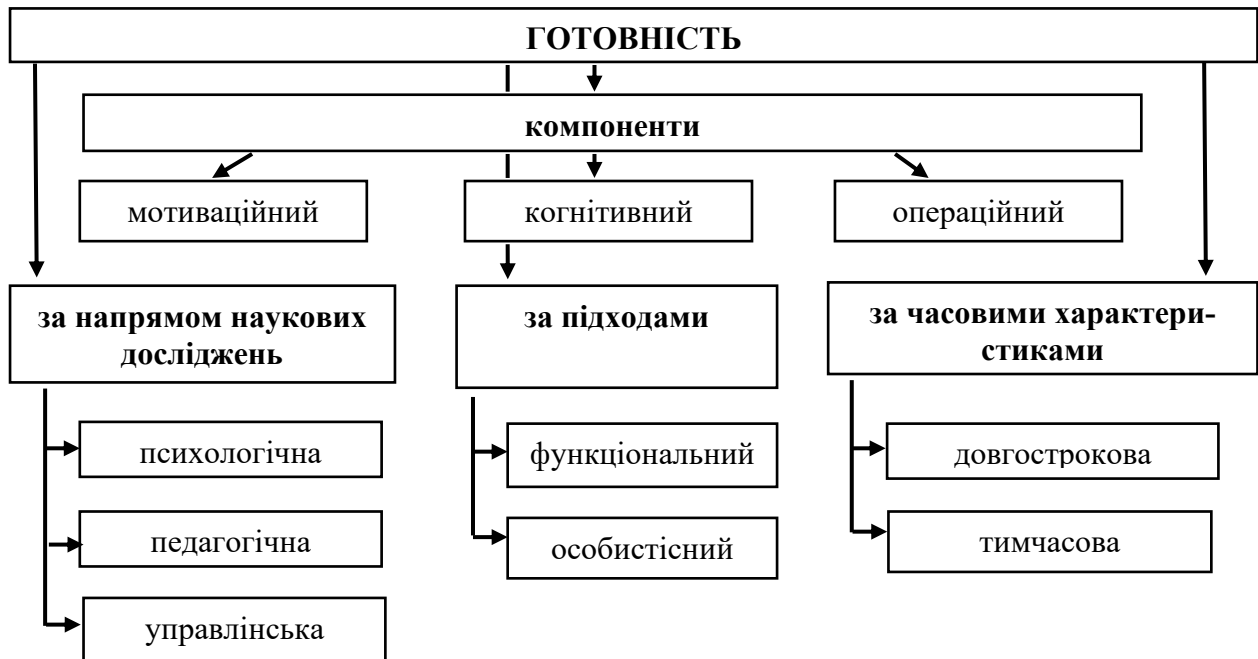 ГОТОВНІСТЬ
компоненти
мотиваційний
когнітивний
операційний
за напрямом наукових
досліджень
за підходами
за часовими характери-
стиками
психологічна
педагогічна
управлінська
функціональний
особистісний
довгострокова
тимчасова